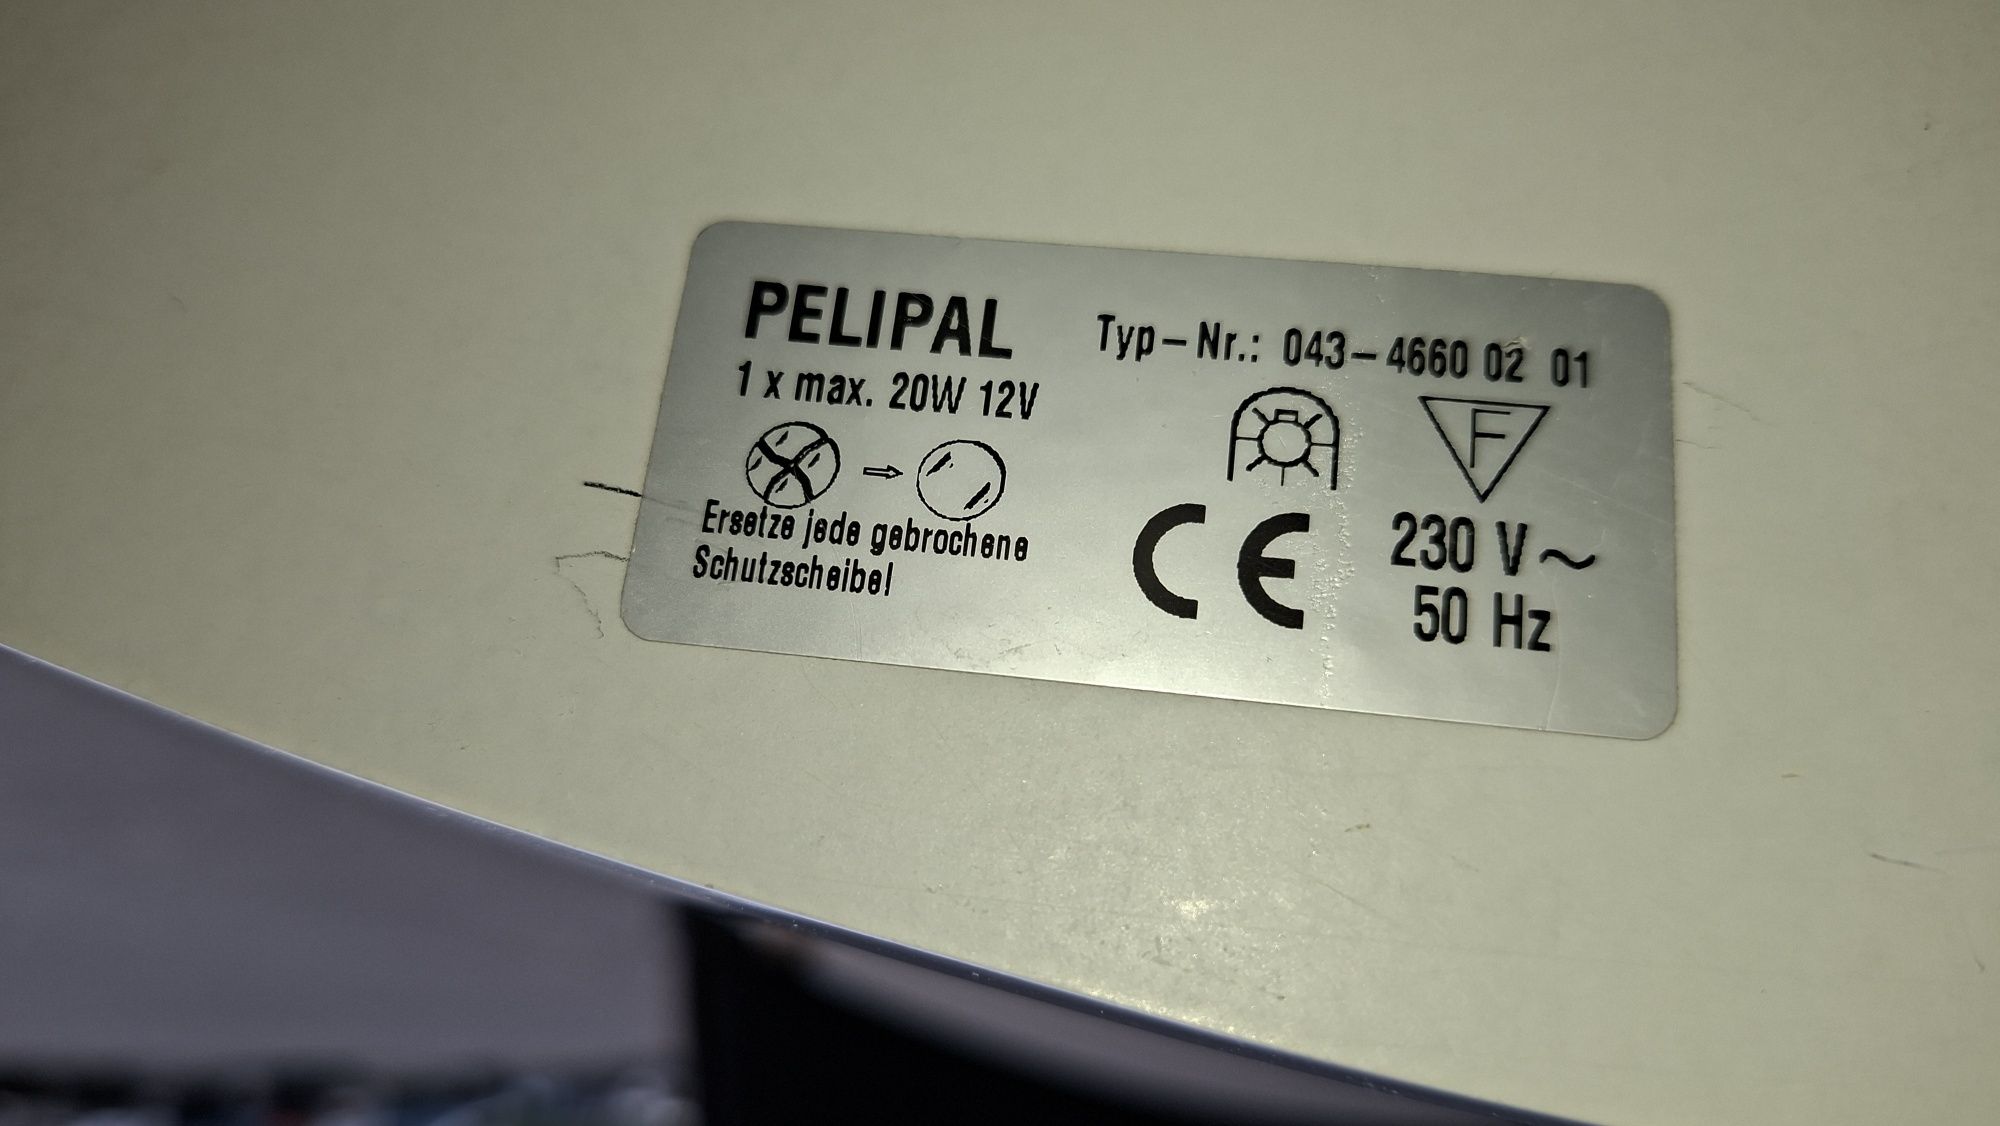 PELIPAL
Typ-Nr.: 043-4660 02 01
1 x max. 20W 12V
F
Ersetze jede gebrochene
Schutzscheibe!
CE
230 V~
50 Hz